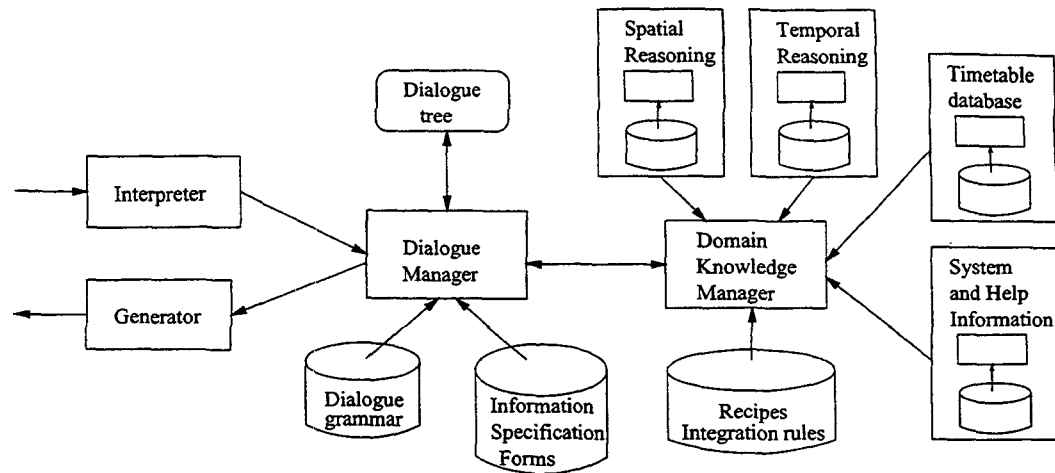 Spatial
Reasoning
Temporal
Reasoning
Timetable
database
Dialogue
tree
Interpreter
Dialogue
Manager
Domain
Knowledge
Manager
Generator
System
and Help
Information
Dialogue
grammar
Information
Specification
Forms
Recipes
Integration rules